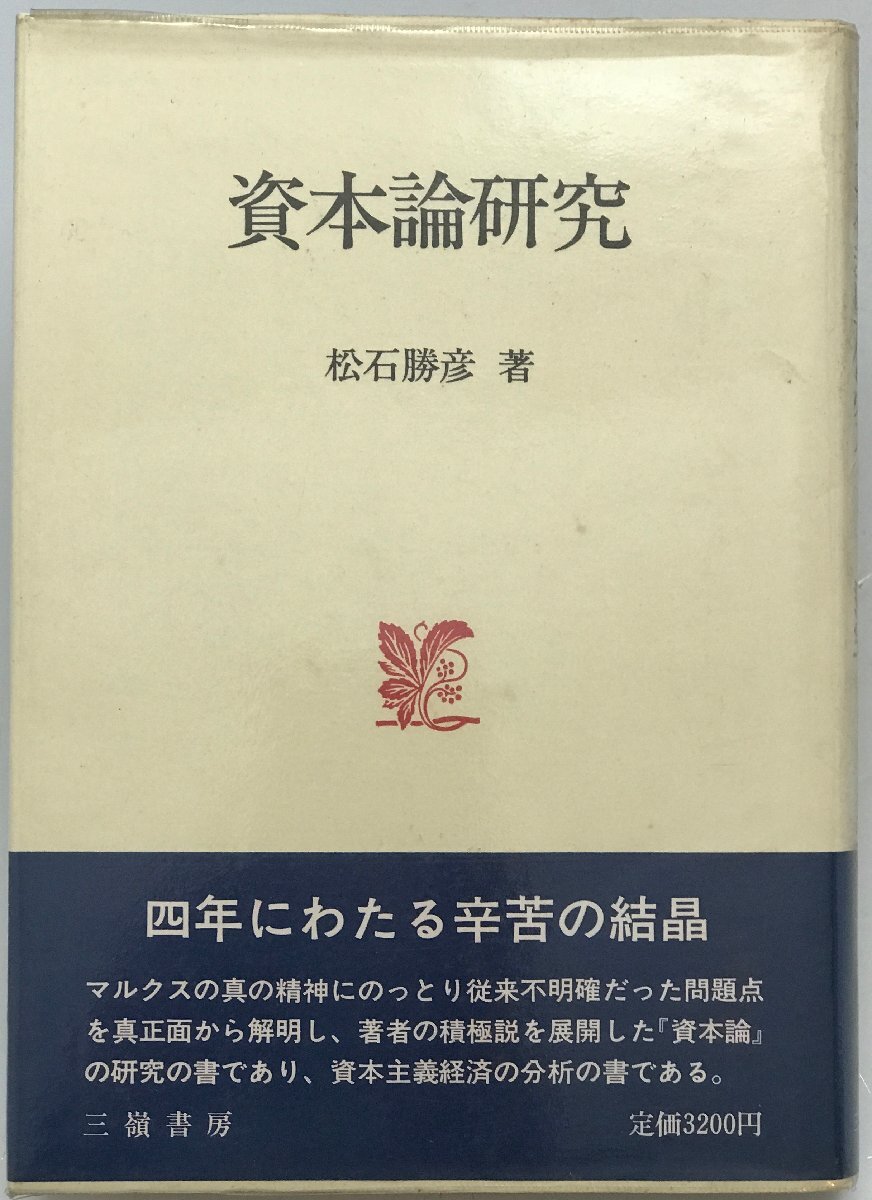 資本論研究
松石勝彦 著
四年にわたる辛苦の結晶
マルクスの真の精神にのっとり従来不明確だった問題点
を真正面から解明し、著者の積極説を展開した『資本論』
の研究の書であり、資本主義経済の分析の書である。
三嶺書房 定価3200円